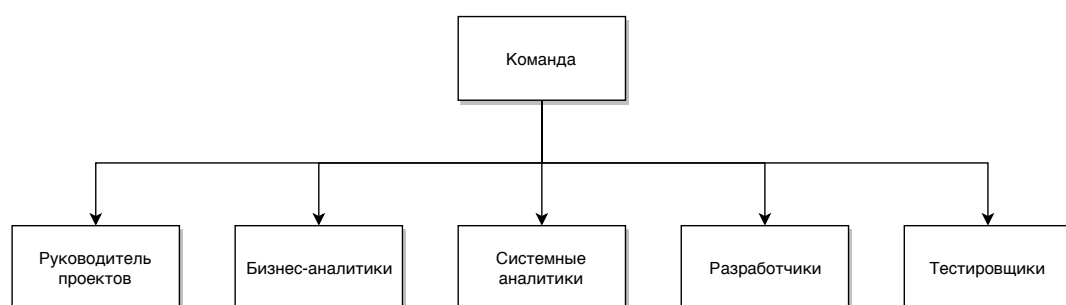 Команда
Руководитель
проектов
Бизнес-аналитики
Системные
аналитики
Разработчики
Тестировщики